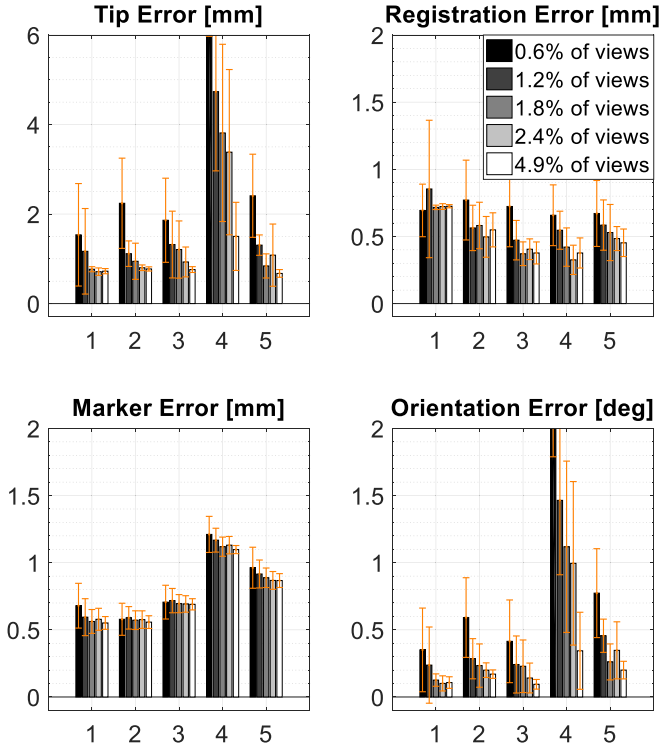 Tip Error [mm]
6
4
2
0
1 2 3 4 5
Registration Error [mm]
2
1.5
1
0.5
0
1 2 3 4 5
0.6% of views
1.2% of views
1.8% of views
2.4% of views
4.9% of views
Marker Error [mm]
2
1.5
1
0.5
0
1 2 3 4 5
Orientation Error [deg]
2
1.5
1
0.5
0
1 2 3 4 5